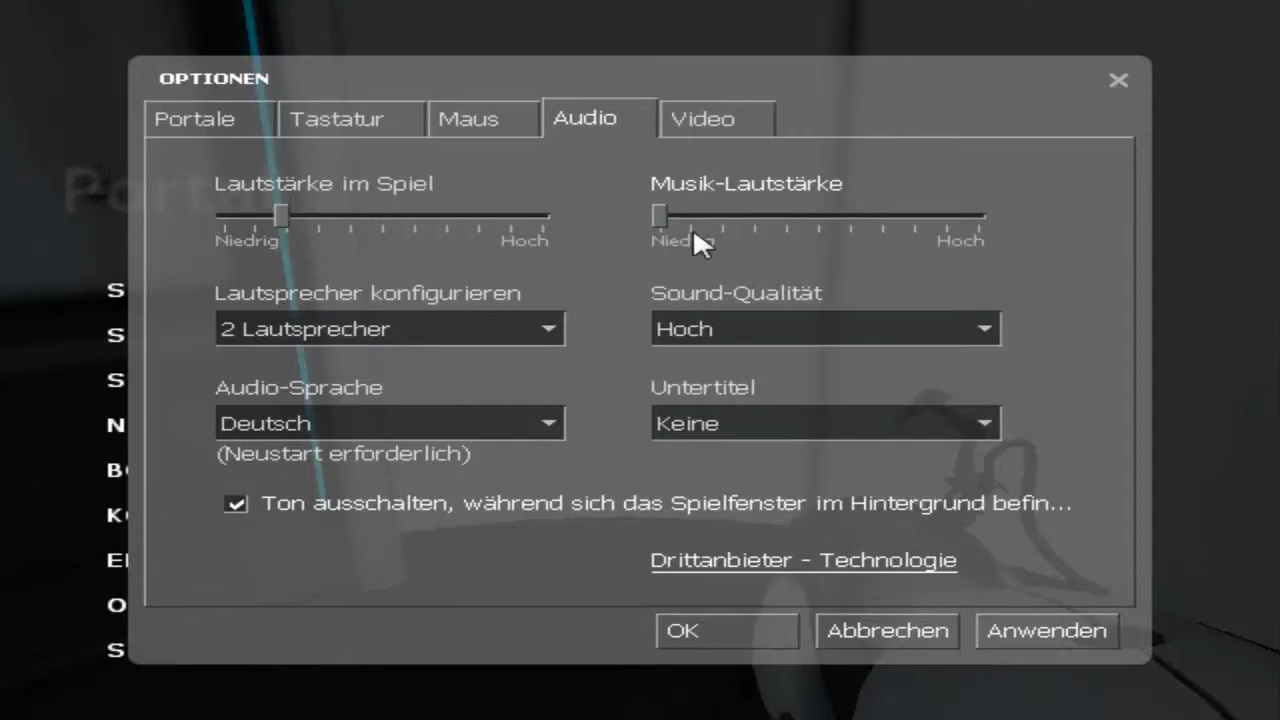 OPTIONEN
Portale
Tastatur
Maus
Audio
Video
Lautstärke im Spiel
Musik-Lautstärke
Niedrig
Hoch
Hoch
Lautsprecher konfigurieren
Sound-Qualität
2 Lautsprecher
Hoch
Audio-Sprache
Untertitel
Deutsch
Keine
(Neustart erforderlich)
Ton ausschalten, während sich das Spielfenster im Hintergrund befin...
Drittanbieter - Technologie
OK
Abbrechen
Anwenden